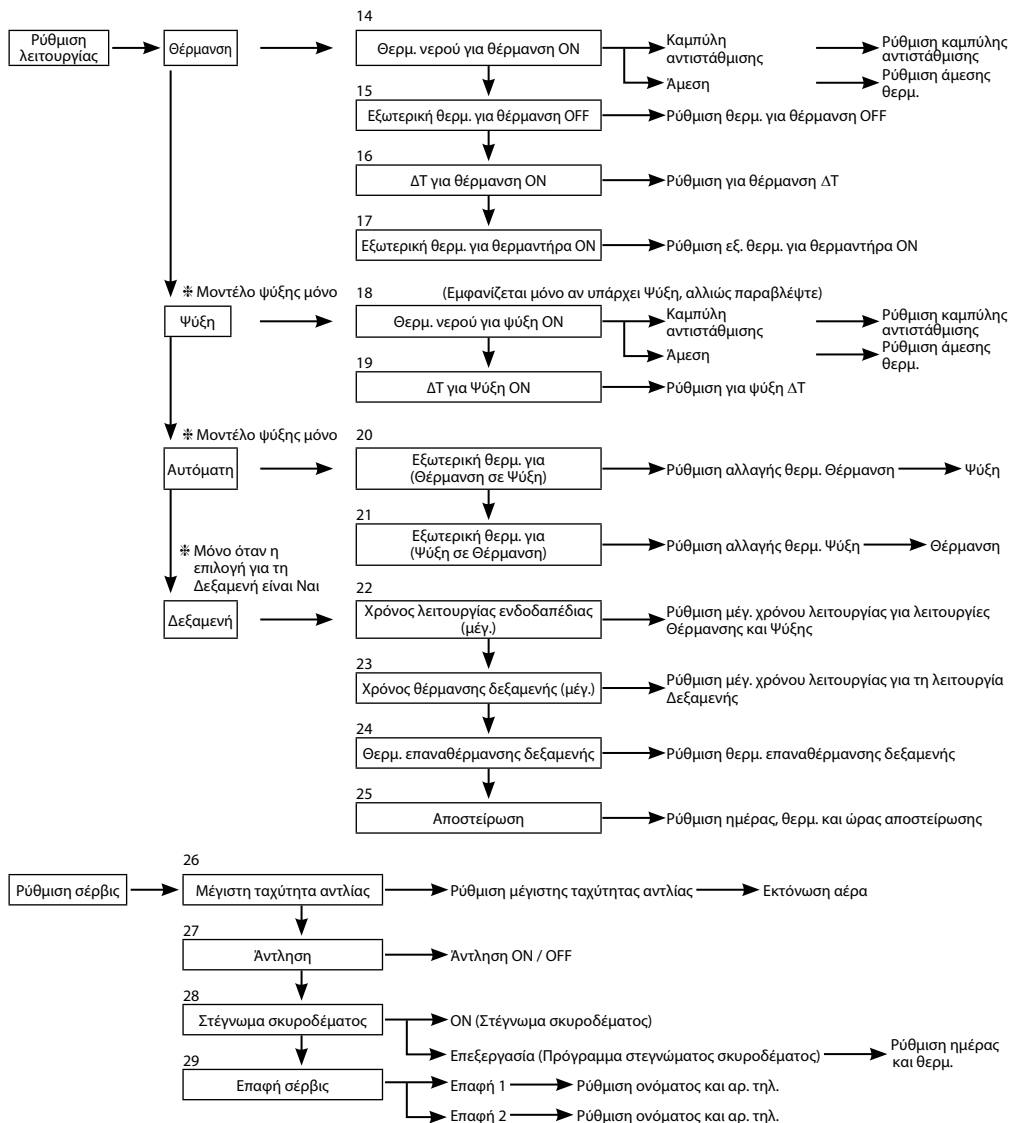 14
Ρύθμιση
λειτουργίας
Θέρμανση
Θερμ. νερού για θέρμανση ON
Καμπύλη
αντιστάθμισης
Ρύθμιση καμπύλης
αντιστάθμισης
Άμεση
Ρύθμιση άμεσης
θερμ.
15
Εξωτερική θερμ. για θέρμανση OFF
Ρύθμιση θερμ. για θέρμανση OFF
16
ΔΤ για θέρμανση ON
Ρύθμιση για θέρμανση ΔΤ
17
Εξωτερική θερμ. για θερμαντήρα ON
Ρύθμιση εξ. θερμ. για θερμαντήρα ON
❉ Μοντέλο ψύξης μόνο
18
(Εμφανίζεται μόνο αν υπάρχει Ψύξη, αλλιώς παραβλέψτε)
Ψύξη
Θερμ. νερού για ψύξη ON
Καμπύλη
αντιστάθμισης
Ρύθμιση καμπύλης
αντιστάθμισης
Άμεση
Ρύθμιση άμεσης
θερμ.
19
ΔΤ για Ψύξη ON
Ρύθμιση για ψύξη ΔΤ
❉ Μοντέλο ψύξης μόνο
20
Αυτόματη
Εξωτερική θερμ. για
(Θέρμανση σε Ψύξη)
Ρύθμιση αλλαγής θερμ. Θέρμανση
Ψύξη
21
Εξωτερική θερμ. για
(Ψύξη σε Θέρμανση)
Ρύθμιση αλλαγής θερμ. Ψύξη
Θέρμανση
❉ Μόνο όταν η
επιλογή για τη
Δεξαμενή είναι Ναι
22
Δεξαμενή
Χρόνος λειτουργίας ενδοδαπέδιας
(μέγ.)
Ρύθμιση μέγ. χρόνου λειτουργίας για λειτουργίες
Θέρμανσης και Ψύξης
23
Χρόνος θέρμανσης δεξαμενής (μέγ.)
Ρύθμιση μέγ. χρόνου λειτουργίας για τη λειτουργία
Δεξαμενής
24
Θερμ. επαναθέρμανσης δεξαμενής
Ρύθμιση θερμ. επαναθέρμανσης δεξαμενής
25
Αποστείρωση
Ρύθμιση ημέρας, θερμ. και ώρας αποστείρωσης
26
Ρύθμιση σέρβις
Μέγιστη ταχύτητα αντλίας
Ρύθμιση μέγιστης ταχύτητας αντλίας
Εκτόνωση αέρα
27
Άντληση
Άντληση ON / OFF
28
Στέγνωμα σκυροδέματος
ON (Στέγνωμα σκυροδέματος)
Επεξεργασία (Πρόγραμμα στεγνώματος σκυροδέματος)
Ρύθμιση ημέρας
και θερμ.
29
Επαφή σέρβις
Επαφή 1
Ρύθμιση ονόματος και αρ. τηλ.
Επαφή 2
Ρύθμιση ονόματος και αρ. τηλ.